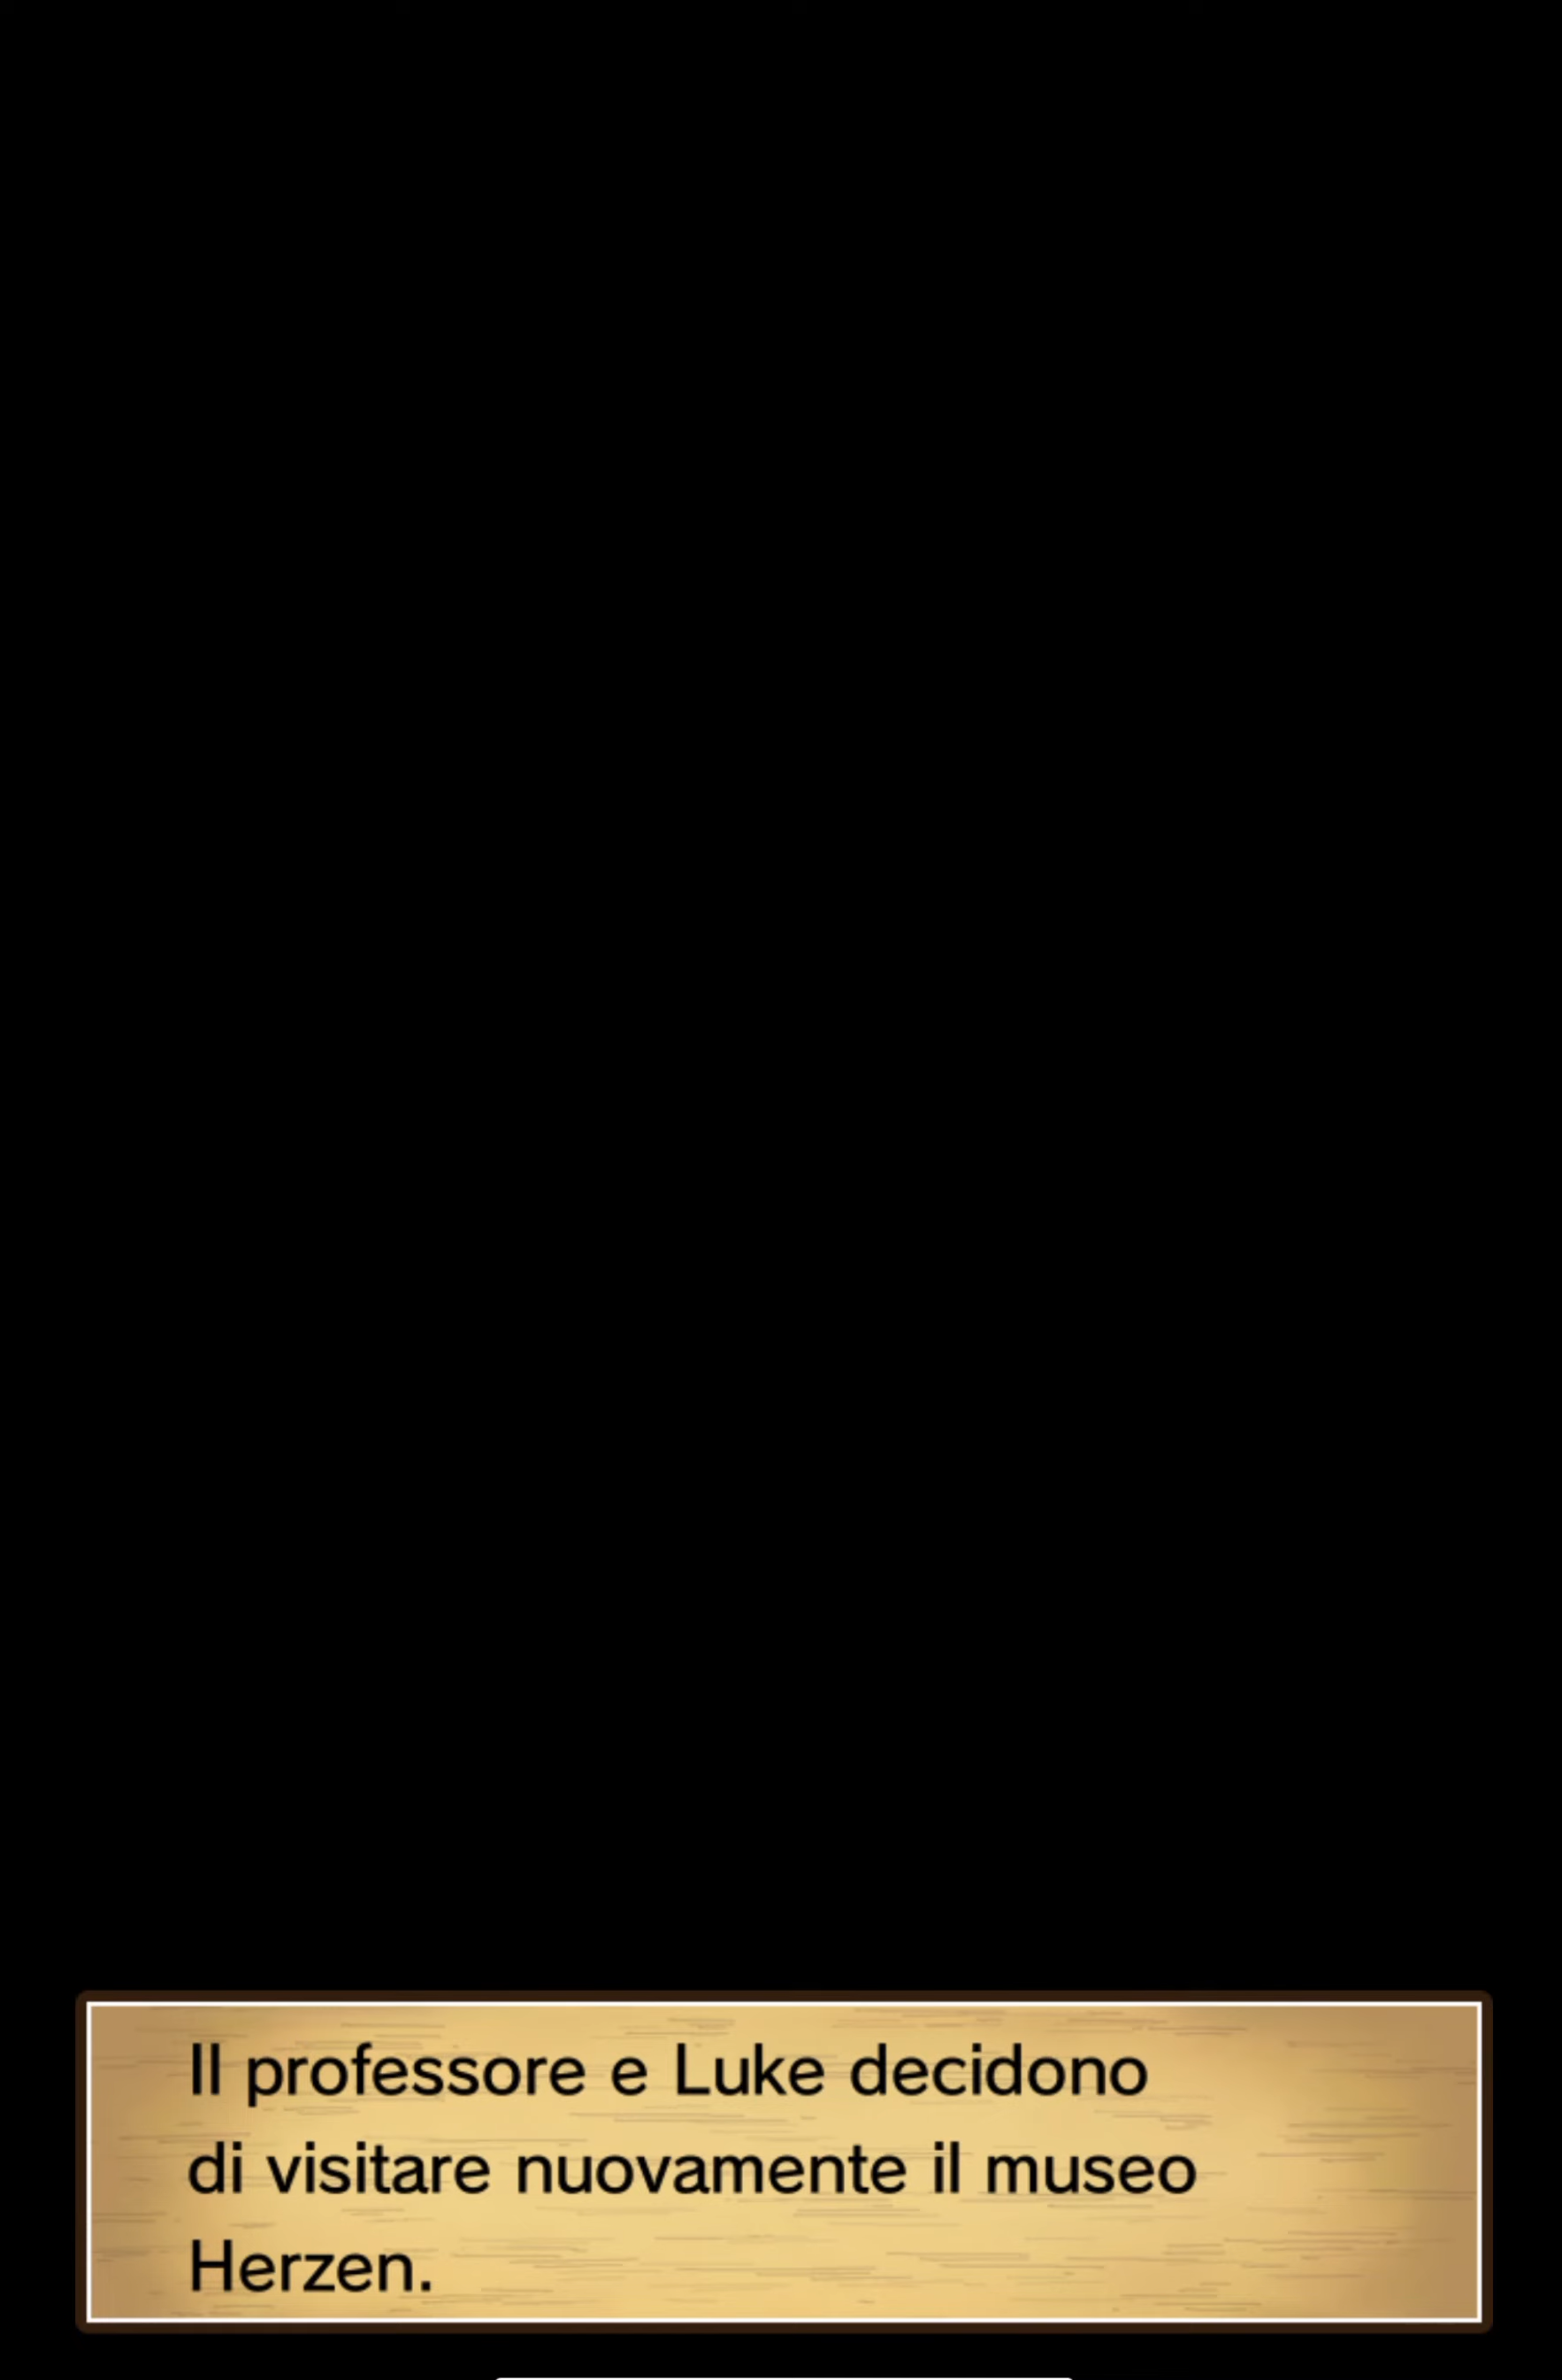 Il professore e Luke decidono
di visitare nuovamente il museo
Herzen.